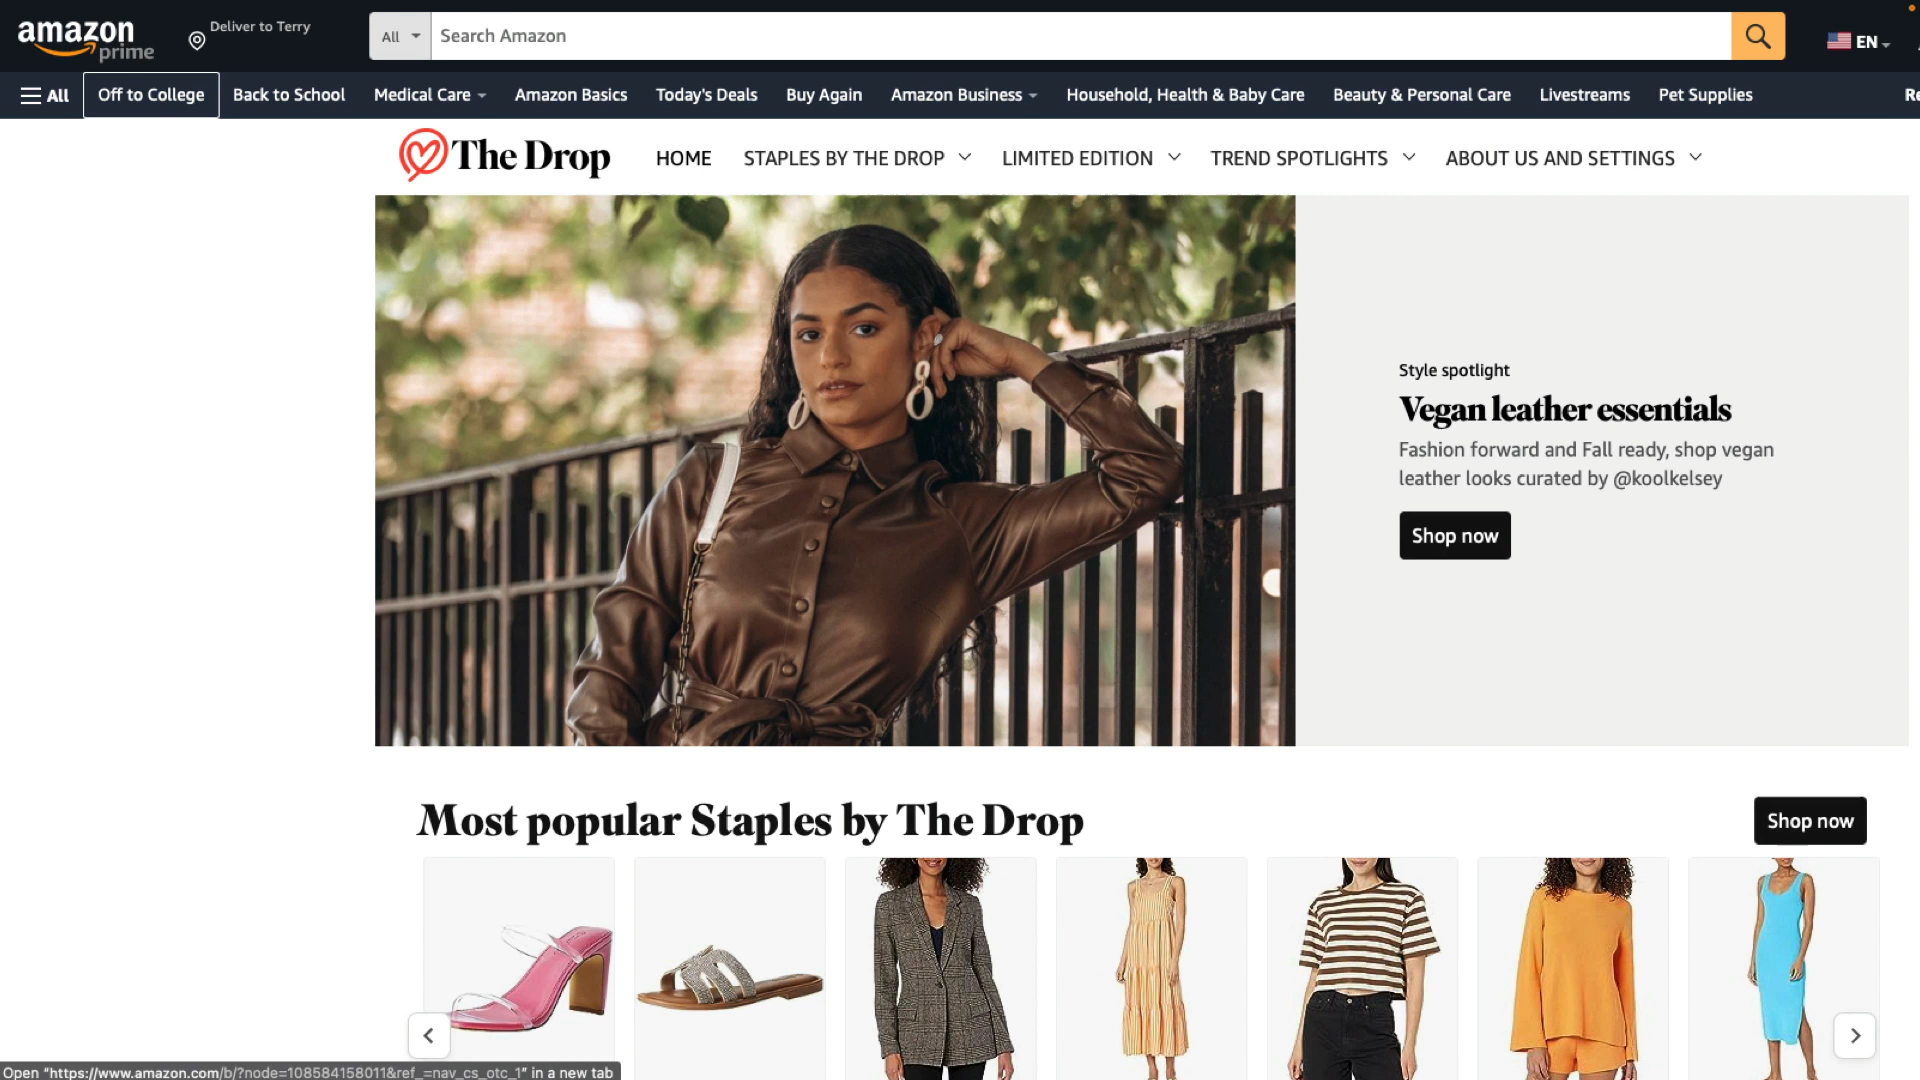 amazon
prime
Deliver to Terry
All
Search Amazon
EN
All
Off to College
Back to School
Medical Care
Amazon Basics
Today's Deals
Buy Again
Amazon Business
Household, Health & Baby Care
Beauty & Personal Care
Livestreams
Pet Supplies
Re
The Drop
HOME
STAPLES BY THE DROP
LIMITED EDITION
TREND SPOTLIGHTS
ABOUT US AND SETTINGS
Style spotlight
Vegan leather essentials
Fashion forward and Fall ready, shop vegan
leather looks curated by @koolkelsey
Shop now
Most popular Staples by The Drop
Shop now
Open “https://www.amazon.com/b/?node=108584158011&ref_=nav_cs_otc_1” in a new tab